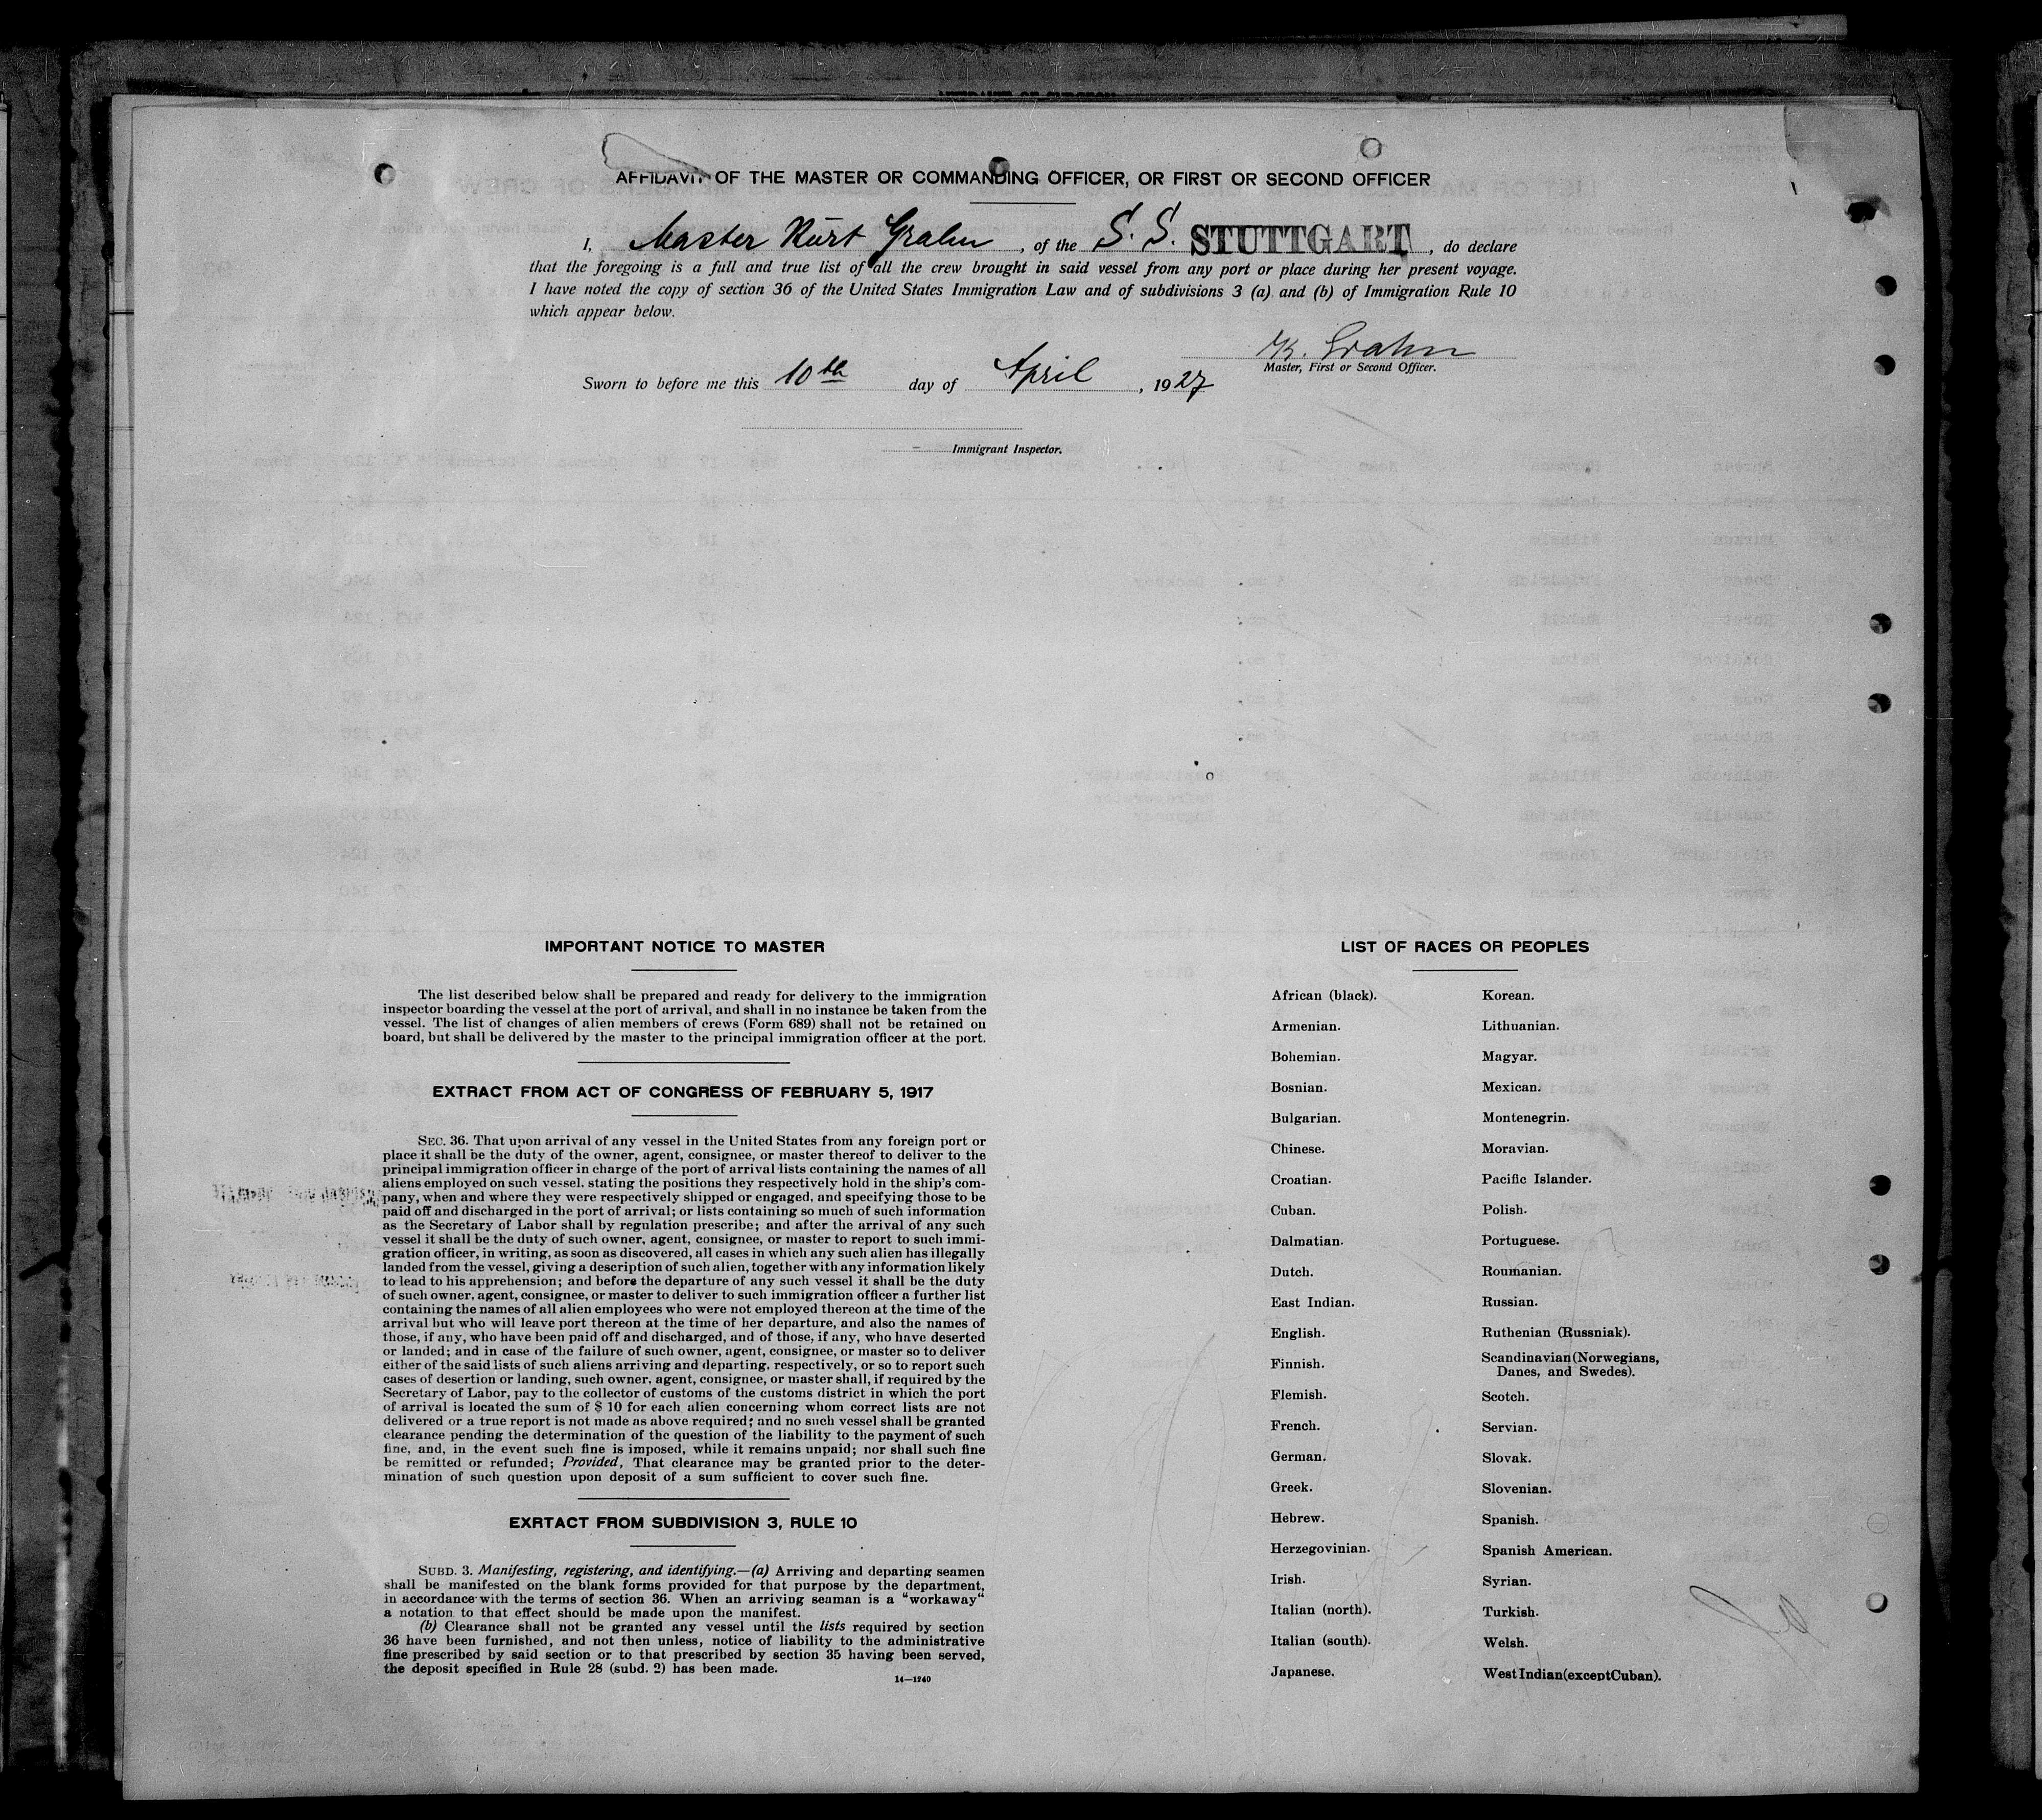 AFFIDAVIT OF THE MASTER OR COMMANDING OFFICER, OR FIRST OR SECOND OFFICER
I, Master Kurt Grahn, of the S. S. STUTTGART, do declare
that the foregoing is a full and true list of all the crew brought in said vessel from any port or place during her present voyage.
I have noted the copy of section 36 of the United States Immigration Law and of subdivisions 3 (a) and (b) of Immigration Rule 10
which appear below.
K. Grahn
Master, First or Second Officer.
Sworn to before me this 10th day of April, 1927
Immigrant Inspector.
IMPORTANT NOTICE TO MASTER
The list described below shall be prepared and ready for delivery to the immigration
inspector boarding the vessel at the port of arrival, and shall in no instance be taken from the
vessel. The list of changes of alien members of crews (Form 689) shall not be retained on
board, but shall be delivered by the master to the principal immigration officer at the port.
EXTRACT FROM ACT OF CONGRESS OF FEBRUARY 5, 1917
SEC. 36. That upon arrival of any vessel in the United States from any foreign port or
place it shall be the duty of the owner, agent, consignee, or master thereof to deliver to the
principal immigration officer in charge of the port of arrival lists containing the names of all
aliens employed on such vessel. stating the positions they respectively hold in the ship's com-
pany, when and where they were respectively shipped or engaged, and specifying those to be
paid off and discharged in the port of arrival; or lists containing so much of such information
as the Secretary of Labor shall by regulation prescribe; and after the arrival of any such
vessel it shall be the duty of such owner, agent, consignee, or master to report to such immi-
gration officer, in writing, as soon as discovered, all cases in which any such alien has illegally
landed from the vessel, giving a description of such alien, together with any information likely
to lead to his apprehension; and before the departure of any such vessel it shall be the duty
of such owner, agent, consignee, or master to deliver to such immigration officer a further list
containing the names of all alien employees who were not employed thereon at the time of the
arrival but who will leave port thereon at the time of her departure, and also the names of
those, if any, who have been paid off and discharged, and of those, if any, who have deserted
or landed; and in case of the failure of such owner, agent, consignee, or master so to deliver
either of the said lists of such aliens arriving and departing, respectively, or so to report such
cases of desertion or landing, such owner, agent, consignee, or master shall, if required by the
Secretary of Labor, pay to the collector of customs of the customs district in which the port
of arrival is located the sum of $ 10 for each alien concerning whom correct lists are not
delivered or a true report is not made as above required; and no such vessel shall be granted
clearance pending the determination of the question of the liability to the payment of such
fine, and, in the event such fine is imposed, while it remains unpaid; nor shall such fine
be remitted or refunded; Provided, That clearance may be granted prior to the deter-
mination of such question upon deposit of a sum sufficient to cover such fine.
EXRTACT FROM SUBDIVISION 3, RULE 10
SUBD. 3. Manifesting, registering, and identifying.—(a) Arriving and departing seamen
shall be manifested on the blank forms provided for that purpose by the department,
in accordance with the terms of section 36. When an arriving seaman is a "workaway"
a notation to that effect should be made upon the manifest.
(b) Clearance shall not be granted any vessel until the lists required by section
36 have been furnished, and not then unless, notice of liability to the administrative
fine prescribed by said section or to that prescribed by section 35 having been served,
the deposit specified in Rule 28 (subd. 2) has been made.
14—1240
LIST OF RACES OR PEOPLES
African (black).
Armenian.
Bohemian.
Bosnian.
Bulgarian.
Chinese.
Croatian.
Cuban.
Dalmatian.
Dutch.
East Indian.
English.
Finnish.
Flemish.
French.
German.
Greek.
Hebrew.
Herzegovinian.
Irish.
Italian (north).
Italian (south).
Japanese.
Korean.
Lithuanian.
Magyar.
Mexican.
Montenegrin.
Moravian.
Pacific Islander.
Polish.
Portuguese.
Roumanian.
Russian.
Ruthenian (Russniak).
Scandinavian (Norwegians,
Danes, and Swedes).
Scotch.
Servian.
Slovak.
Slovenian.
Spanish.
Spanish American.
Syrian.
Turkish.
Welsh.
West Indian (except Cuban).